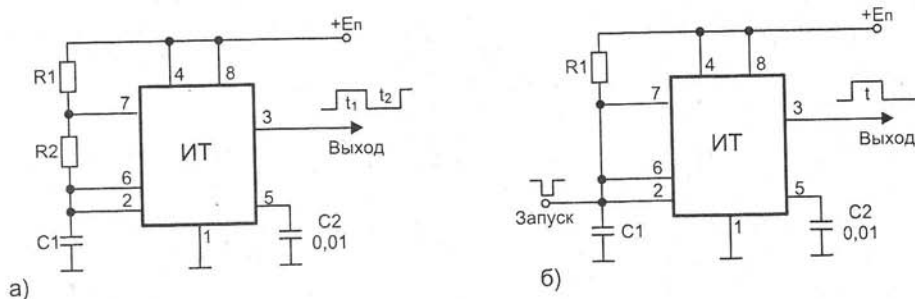 +Eп
R1
4
8
7
3
t₁
t₂
Выход
R2
ИТ
6
2
5
C1
1
C2
0,01
а)
+Eп
R1
4
8
7
3
t
Выход
ИТ
6
2
5
Запуск
C1
1
C2
0,01
б)